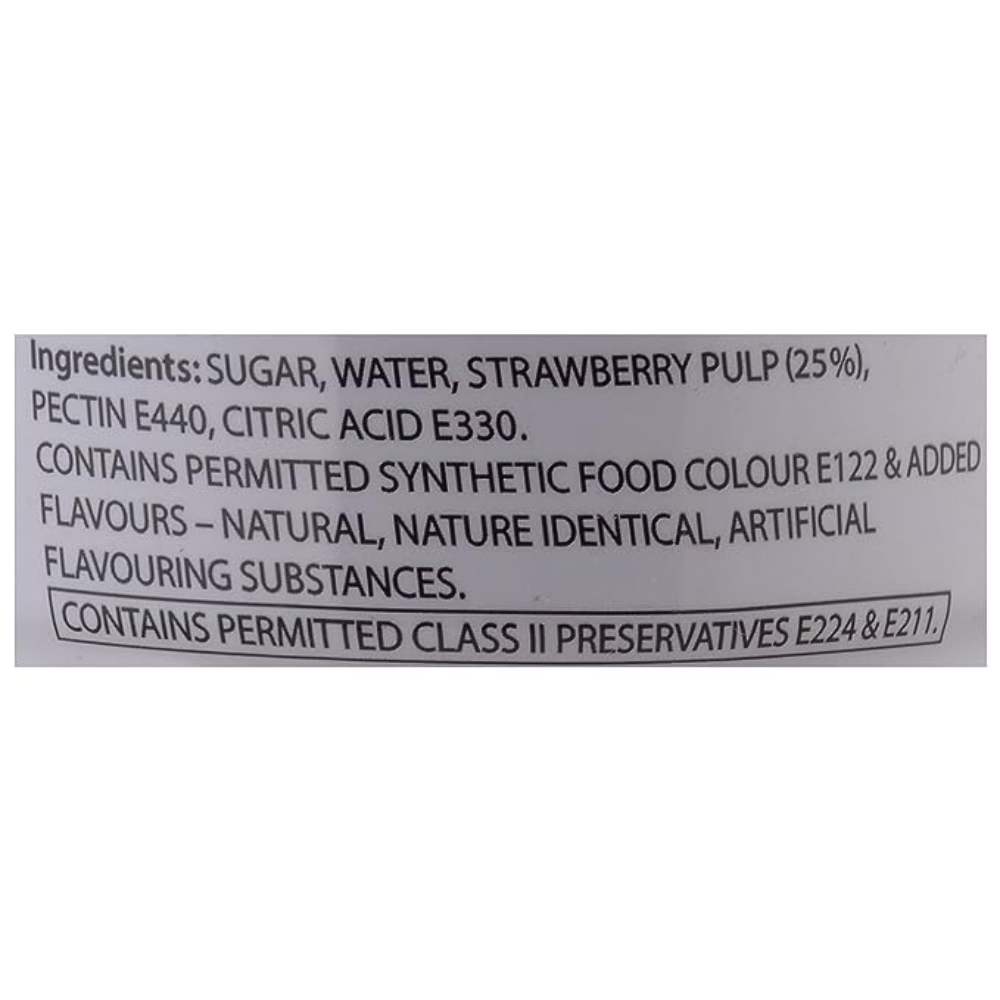 Ingredients: SUGAR, WATER, STRAWBERRY PULP (25%),
PECTIN E440, CITRIC ACID E330.
CONTAINS PERMITTED SYNTHETIC FOOD COLOUR E122 & ADDED
FLAVOURS – NATURAL, NATURE IDENTICAL, ARTIFICIAL
FLAVOURING SUBSTANCES.
CONTAINS PERMITTED CLASS II PRESERVATIVES E224 & E211.